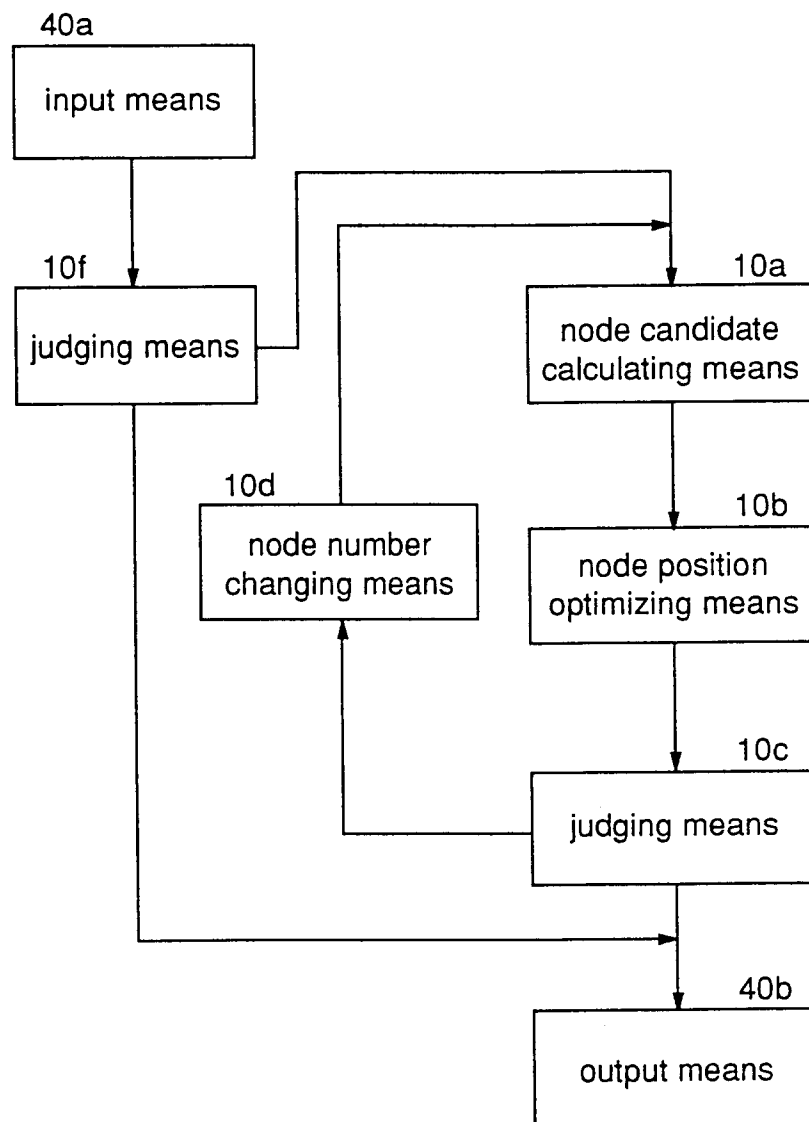 40a
input means
10f
judging means
10a
node candidate
calculating means
10d
node number
changing means
10b
node position
optimizing means
10c
judging means
40b
output means